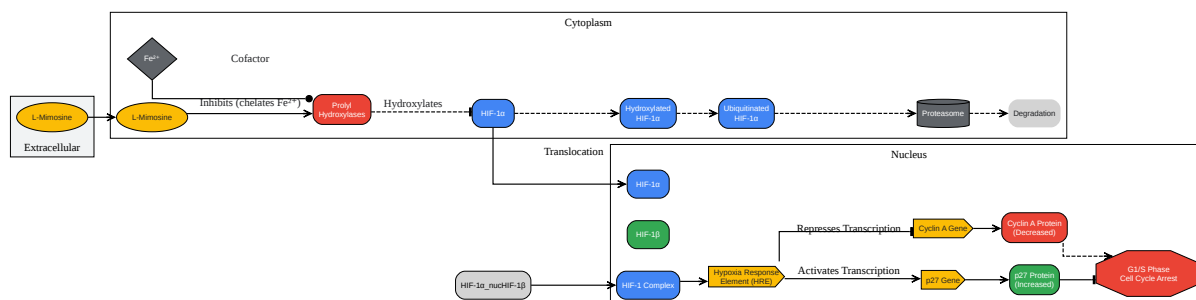 Cytoplasm
Fe²⁺
Cofactor
Inhibits (chelates Fe²⁺)
L-Mimosine
L-Mimosine
Extracellular
Prolyl
Hydroxylases
Hydroxylates
HIF-1α
Hydroxylated
HIF-1α
Ubiquitinated
HIF-1α
Proteasome
Degradation
Translocation
Nucleus
HIF-1α
HIF-1β
HIF-1α_nucHIF-1β
HIF-1 Complex
Hypoxia Response
Element (HRE)
Represses Transcription
Activates Transcription
Cyclin A Gene
Cyclin A Protein
(Decreased)
p27 Gene
p27 Protein
(Increased)
G1/S Phase
Cell Cycle Arrest